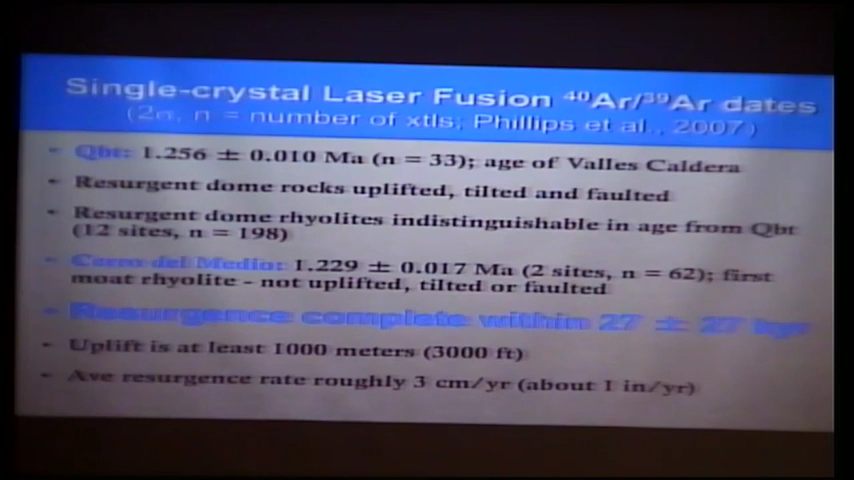 Single-crystal Laser Fusion ⁴⁰Ar/³⁹Ar dates
(2σ, n = number of xtls; Phillips et al., 2007)
- Qbt: 1.256 ± 0.010 Ma (n = 33); age of Valles Caldera
- Resurgent dome rocks uplifted, tilted and faulted
- Resurgent dome rhyolites indistinguishable in age from Qbt
(12 sites, n = 198)
- Cerro del Medio: 1.229 ± 0.017 Ma (2 sites, n = 62); first
moat rhyolite - not uplifted, tilted or faulted
- Resurgence complete within 27 ± 27 kyr
- Uplift is at least 1000 meters (3000 ft)
- Ave resurgence rate roughly 3 cm/yr (about 1 in/yr)